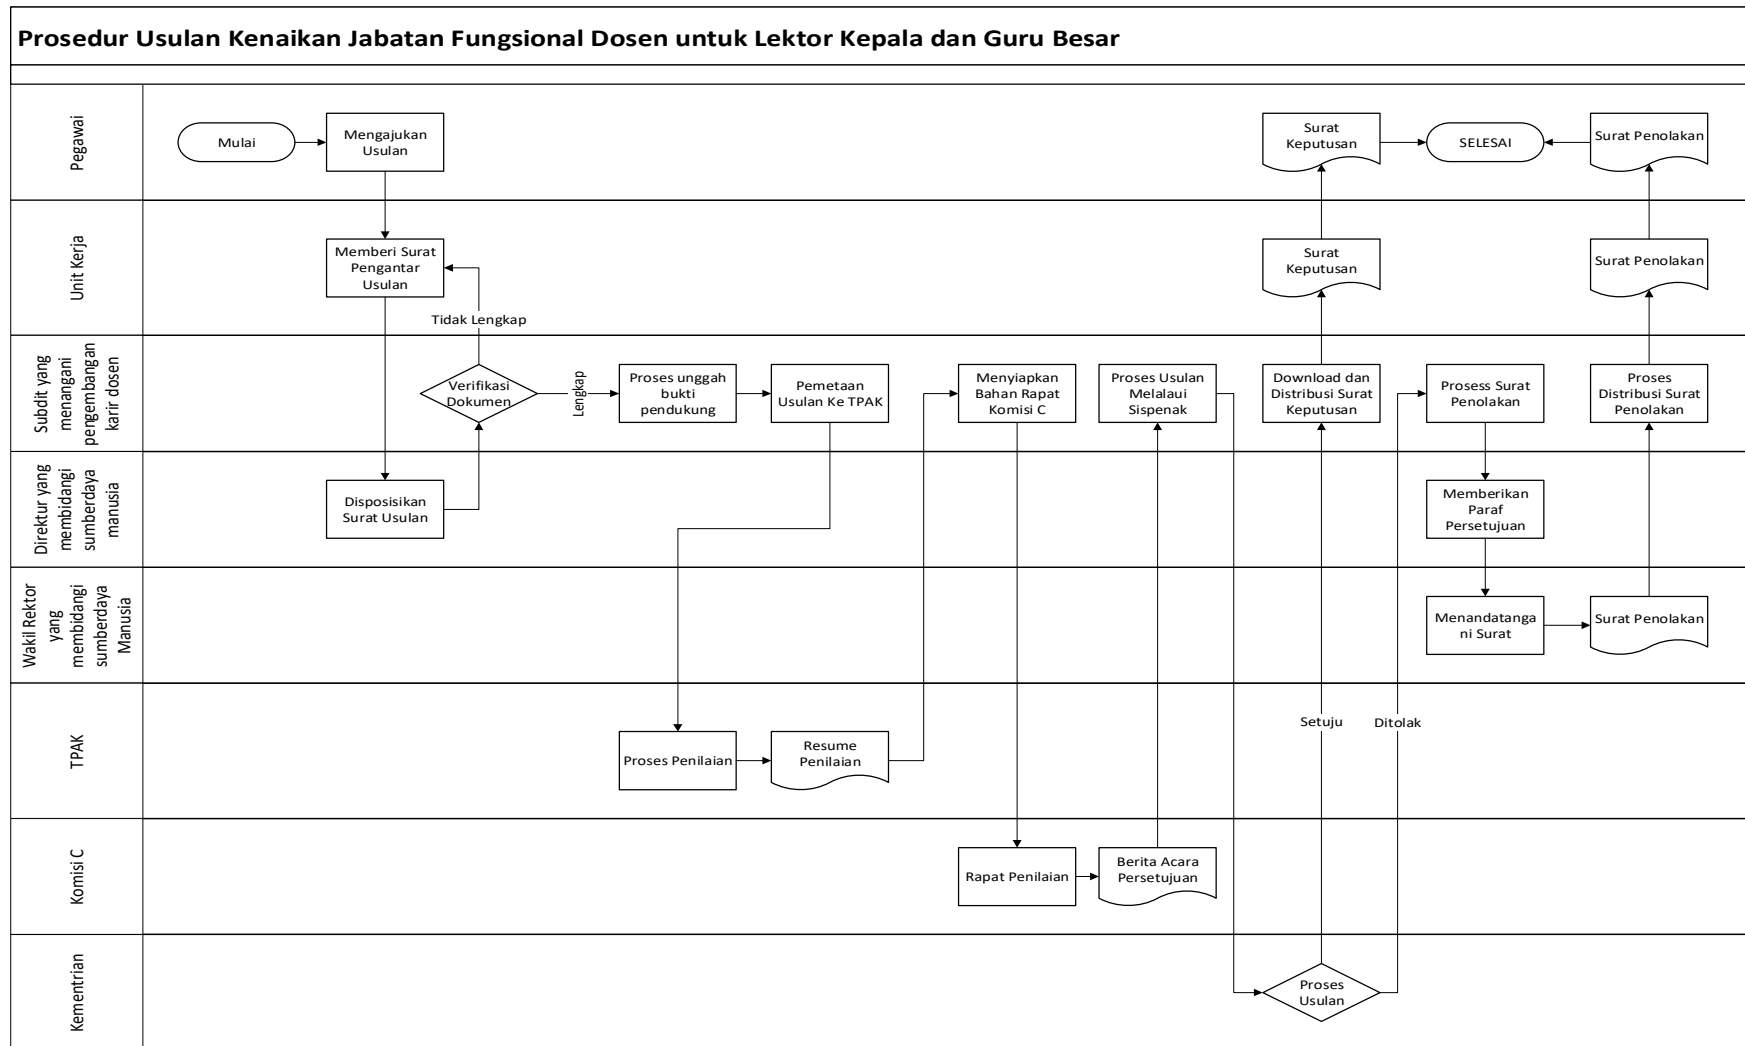 Prosedur Usulan Kenaikan Jabatan Fungsional Dosen untuk Lektor Kepala dan Guru Besar
Pegawai
Mulai
Mengajukan
Usulan
Surat
Keputusan
SELESAI
Surat Penolakan
Unit Kerja
Memberi Surat
Pengantar
Usulan
Surat
Keputusan
Surat Penolakan
Tidak Lengkap
Subdit yang
menangani
pengembangan
karir dosen
Verifikasi
Dokumen
Lengkap
Proses unggah
bukti
pendukung
Pemetaan
Usulan Ke TPAK
Menyiapkan
Bahan Rapat
Komisi C
Proses Usulan
Melalaui
Sispenak
Download dan
Distribusi Surat
Keputusan
Prosess Surat
Penolakan
Proses
Distribusi Surat
Penolakan
Direktur yang
membidangi
sumberdaya
manusia
Disposisikan
Surat Usulan
Memberikan
Paraf
Persetujuan
Wakil Rektor
yang
membidangi
sumberdaya
Manusia
Menandatanga
ni Surat
Surat Penolakan
TPAK
Proses Penilaian
Resume
Penilaian
Setuju
Ditolak
Komisi C
Rapat Penilaian
Berita Acara
Persetujuan
Kementrian
Proses
Usulan